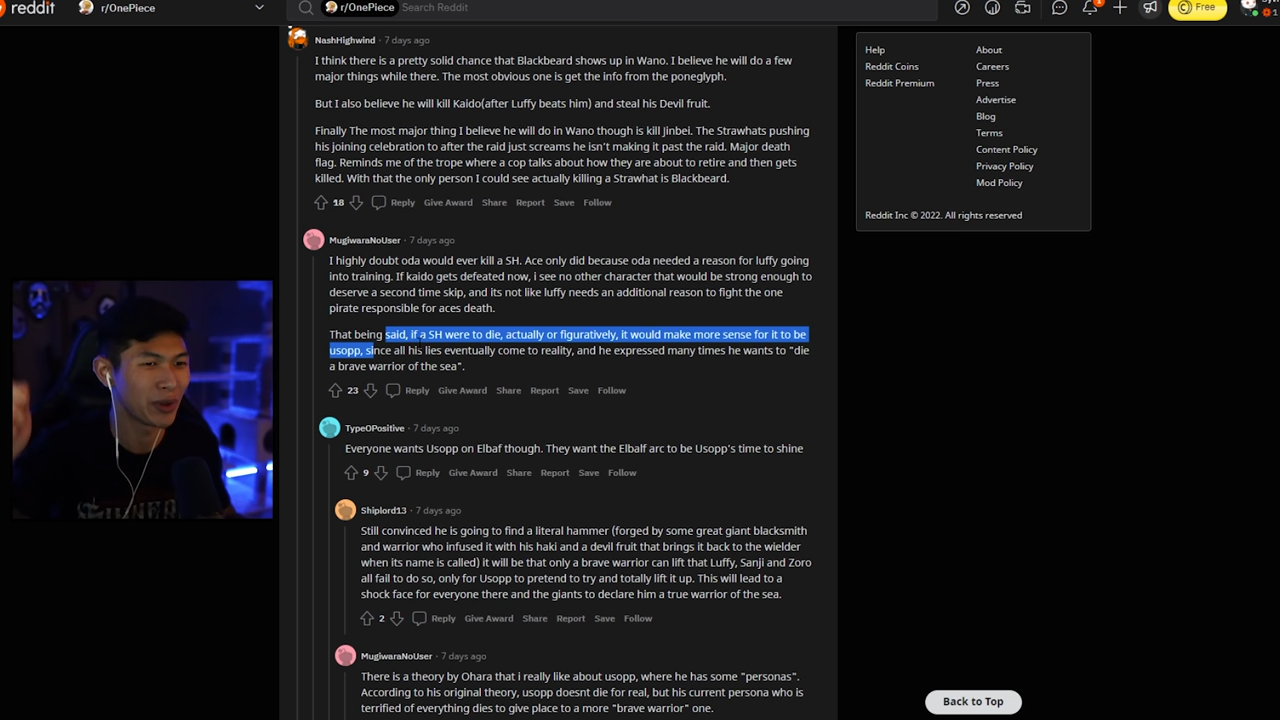 reddit
r/OnePiece
r/OnePiece
Search Reddit
1
Free
1
NashHighwind · 7 days ago
I think there is a pretty solid chance that Blackbeard shows up in Wano. I believe he will do a few
major things while there. The most obvious one is get the info from the poneglyph.
But I also believe he will kill Kaido(after Luffy beats him) and steal his Devil fruit.
Finally The most major thing I believe he will do in Wano though is kill Jinbei. The Strawhats pushing
his joining celebration to after the raid just screams he isn't making it past the raid. Major death
flag. Reminds me of the trope where a cop talks about how they are about to retire and then gets
killed. With that the only person I could see actually killing a Strawhat is Blackbeard.
18 Reply Give Award Share Report Save Follow
MugiwaraNoUser · 7 days ago
I highly doubt oda would ever kill a SH. Ace only did because oda needed a reason for luffy going
into training. If kaido gets defeated now, i see no other character that would be strong enough to
deserve a second time skip, and its not like luffy needs an additional reason to fight the one
pirate responsible for aces death.
That being said, if a SH were to die, actually or figuratively, it would make more sense for it to be
usopp, since all his lies eventually come to reality, and he expressed many times he wants to "die
a brave warrior of the sea".
23 Reply Give Award Share Report Save Follow
TypeOPositive · 7 days ago
Everyone wants Usopp on Elbaf though. They want the Elbalf arc to be Usopp's time to shine
9 Reply Give Award Share Report Save Follow
Shiplord13 · 7 days ago
Still convinced he is going to find a literal hammer (forged by some great giant blacksmith
and warrior who infused it with his haki and a devil fruit that brings it back to the wielder
when its name is called) it will be that only a brave warrior can lift that Luffy, Sanji and Zoro
all fail to do so, only for Usopp to pretend to try and totally lift it up. This will lead to a
shock face for everyone there and the giants to declare him a true warrior of the sea.
2 Reply Give Award Share Report Save Follow
MugiwaraNoUser · 7 days ago
There is a theory by Ohara that i really like about usopp, where he has some "personas".
According to his original theory, usopp doesnt die for real, but his current persona who is
terrified of everything dies to give place to a more "brave warrior" one.
Help About
Reddit Coins Careers
Reddit Premium Press
Advertise
Blog
Terms
Content Policy
Privacy Policy
Mod Policy
Reddit Inc © 2022. All rights reserved
Back to Top